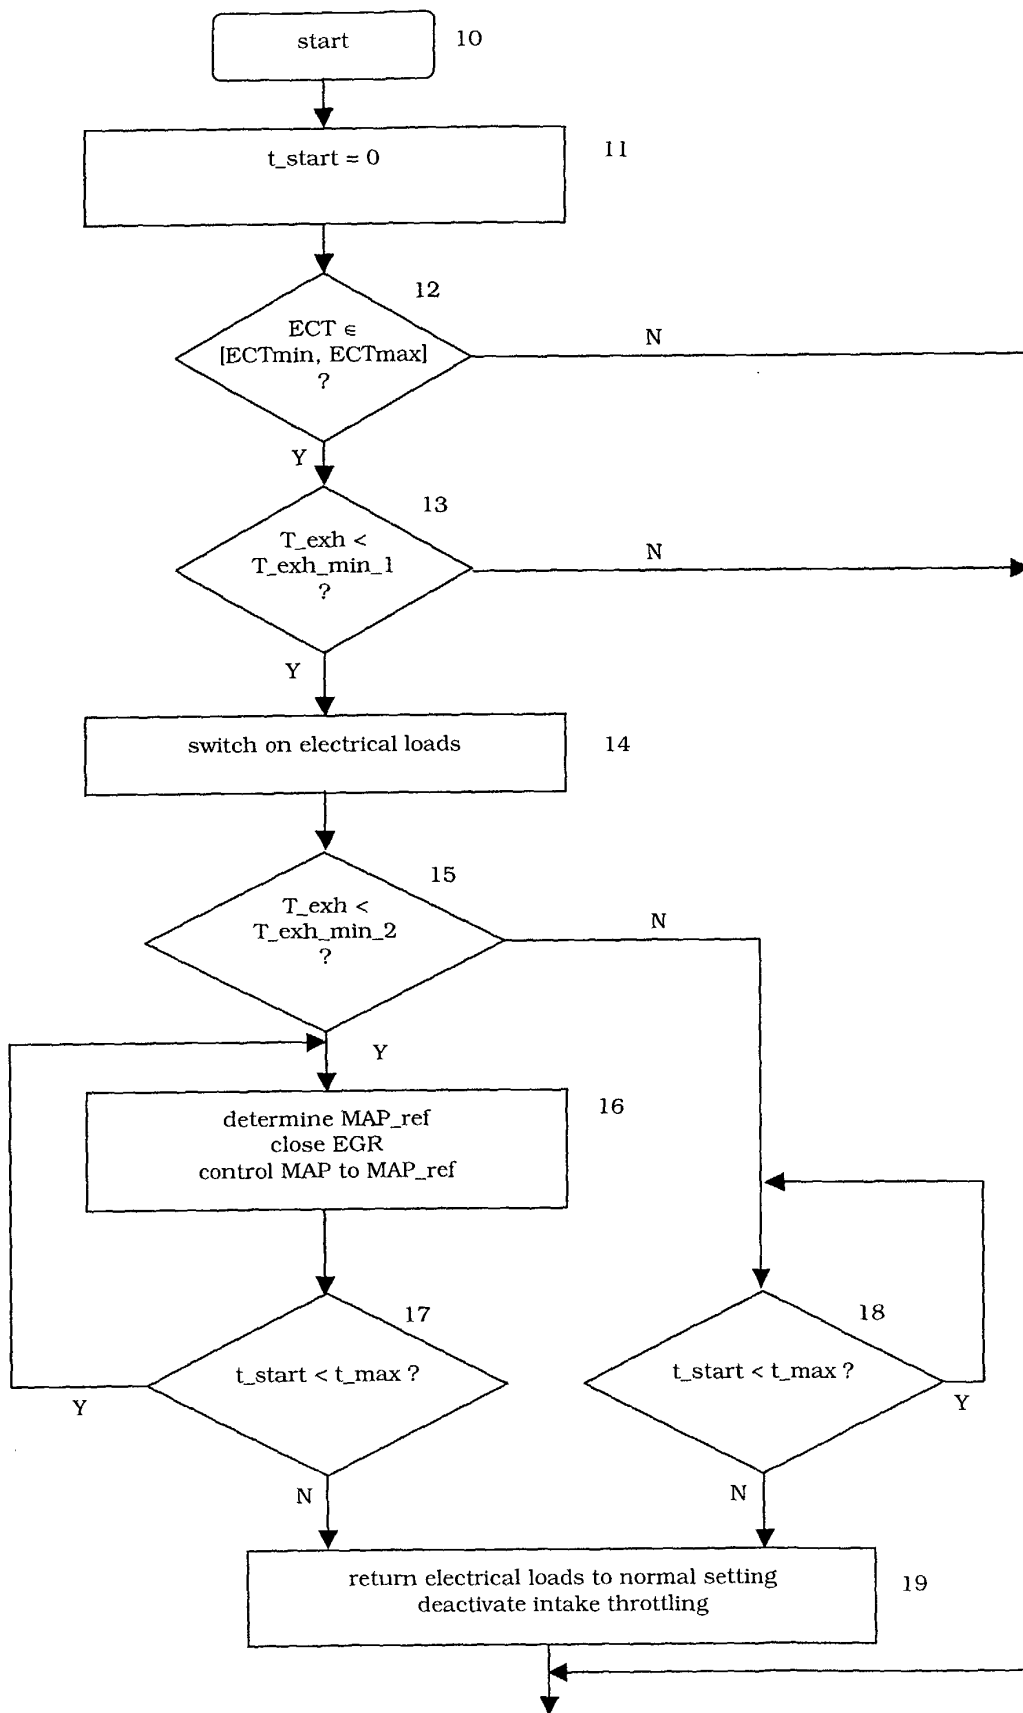 start
10
t_start = 0
11
12
ECT ∈
[ECTmin, ECTmax]
?
N
Y
13
T_exh <
T_exh_min_1
?
N
Y
switch on electrical loads
14
15
T_exh <
T_exh_min_2
?
N
Y
determine MAP_ref
close EGR
control MAP to MAP_ref
16
17
t_start < t_max ?
Y
N
18
t_start < t_max ?
Y
N
return electrical loads to normal setting
deactivate intake throttling
19